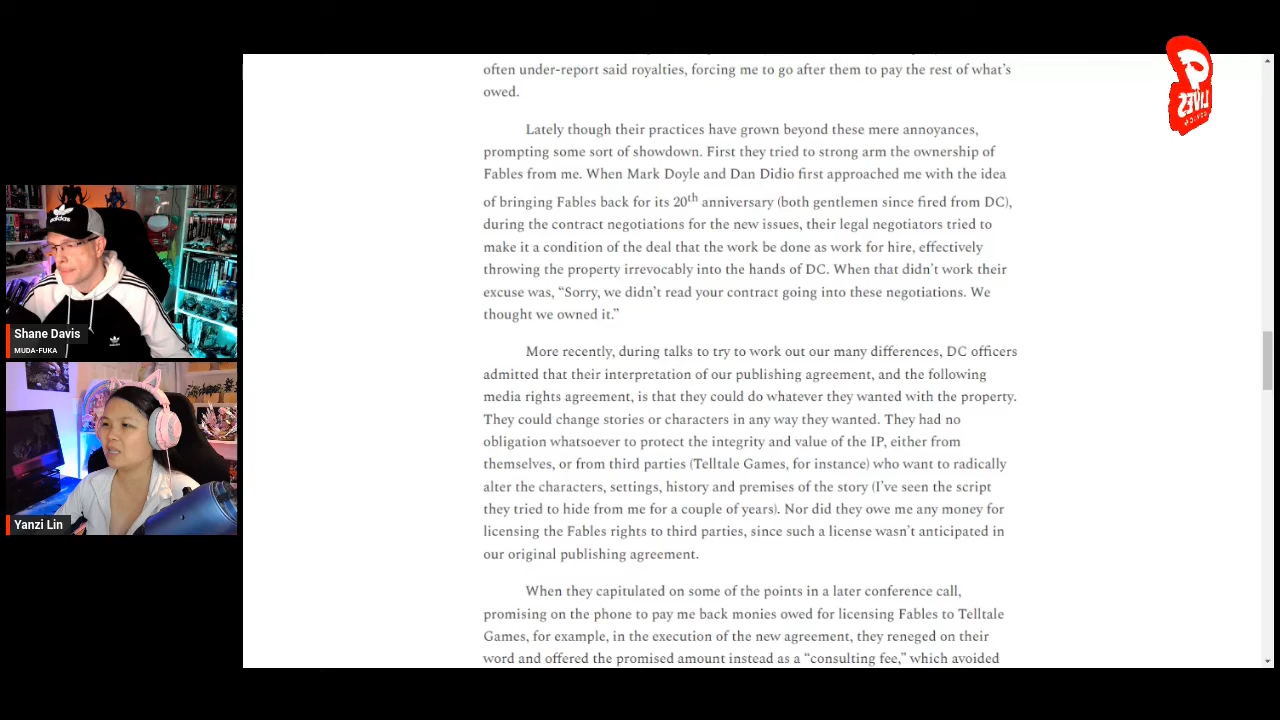 often under-report said royalties, forcing me to go after them to pay the rest of what's
owed.
Lately though their practices have grown beyond these mere annoyances,
prompting some sort of showdown. First they tried to strong arm the ownership of
Fables from me. When Mark Doyle and Dan Didio first approached me with the idea
of bringing Fables back for its 20th anniversary (both gentlemen since fired from DC),
during the contract negotiations for the new issues, their legal negotiators tried to
make it a condition of the deal that the work be done as work for hire, effectively
throwing the property irrevocably into the hands of DC. When that didn't work their
excuse was, “Sorry, we didn't read your contract going into these negotiations. We
thought we owned it.”
More recently, during talks to try to work out our many differences, DC officers
admitted that their interpretation of our publishing agreement, and the following
media rights agreement, is that they could do whatever they wanted with the property.
They could change stories or characters in any way they wanted. They had no
obligation whatsoever to protect the integrity and value of the IP, either from
themselves, or from third parties (Telltale Games, for instance) who want to radically
alter the characters, settings, history and premises of the story (I've seen the script
they tried to hide from me for a couple of years). Nor did they owe me any money for
licensing the Fables rights to third parties, since such a license wasn't anticipated in
our original publishing agreement.
When they capitulated on some of the points in a later conference call,
promising on the phone to pay me back monies owed for licensing Fables to Telltale
Games, for example, in the execution of the new agreement, they reneged on their
word and offered the promised amount instead as a “consulting fee,” which avoided
adidas
Shane Davis
MUDA-FUKA
Yanzi Lin